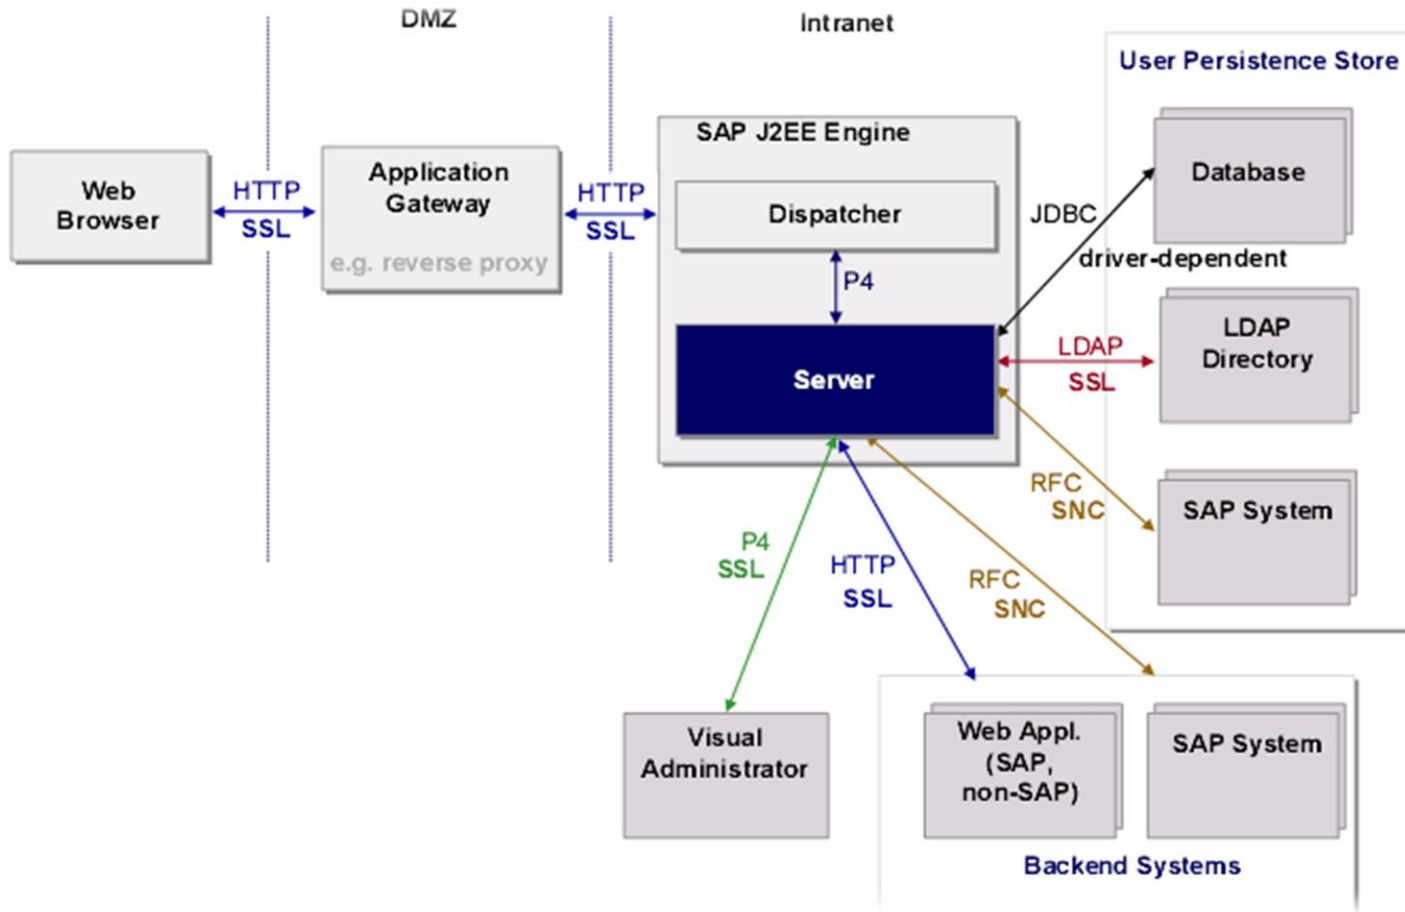 DMZ
Intranet
User Persistence Store
Web
Browser
HTTP
SSL
Application
Gateway
e.g. reverse proxy
HTTP
SSL
SAP J2EE Engine
Dispatcher
P4
Server
JDBC
driver-dependent
Database
LDAP
SSL
LDAP
Directory
RFC
SNC
SAP System
P4
SSL
HTTP
SSL
RFC
SNC
Visual
Administrator
Web Appl.
(SAP,
non-SAP)
SAP System
Backend Systems